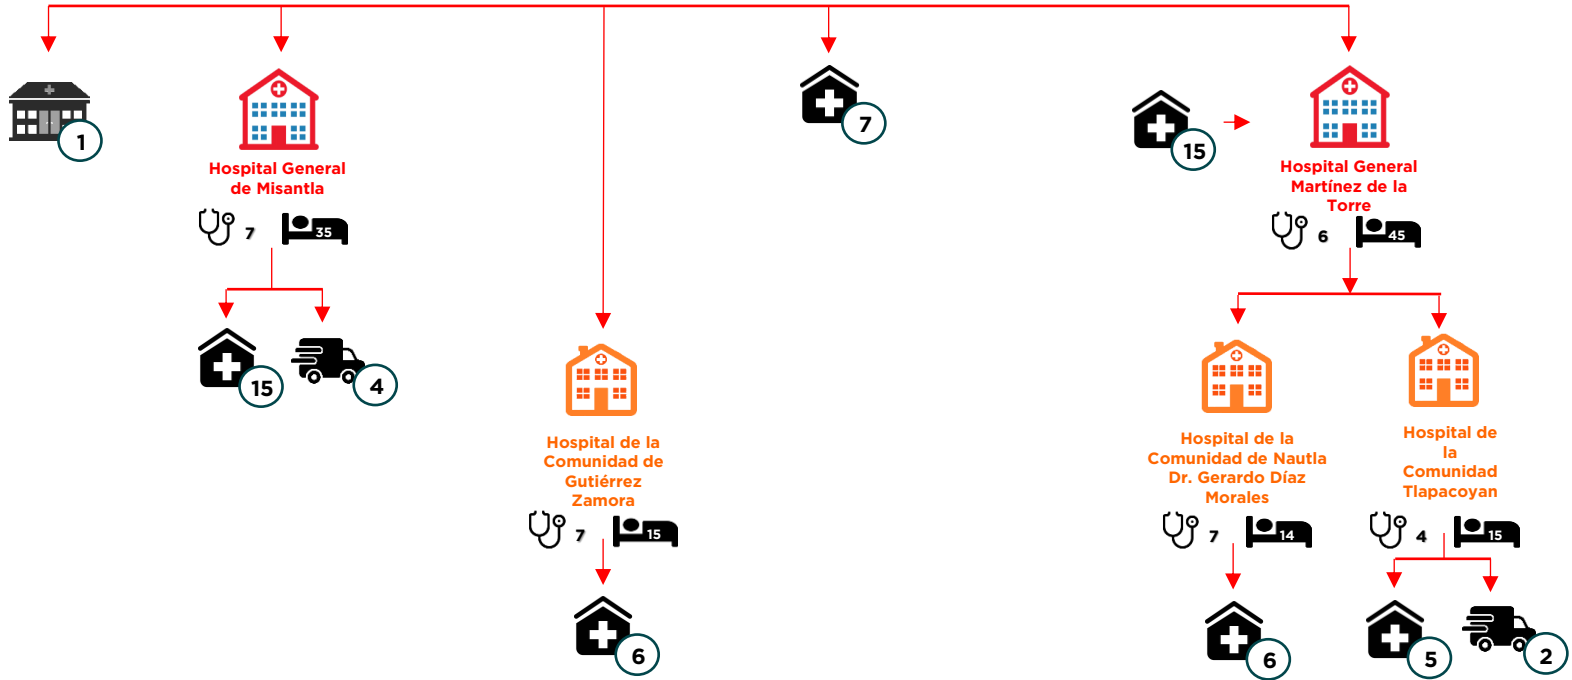 1
7
15
Hospital General
de Misantla
7
35
Hospital General
Martínez de la
Torre
6
45
15
4
Hospital de la
Comunidad de
Gutiérrez
Zamora
7
15
6
Hospital de la
Comunidad de Nautla
Dr. Gerardo Díaz
Morales
7
14
6
Hospital de
la
Comunidad
Tlapacoyan
4
15
5
2